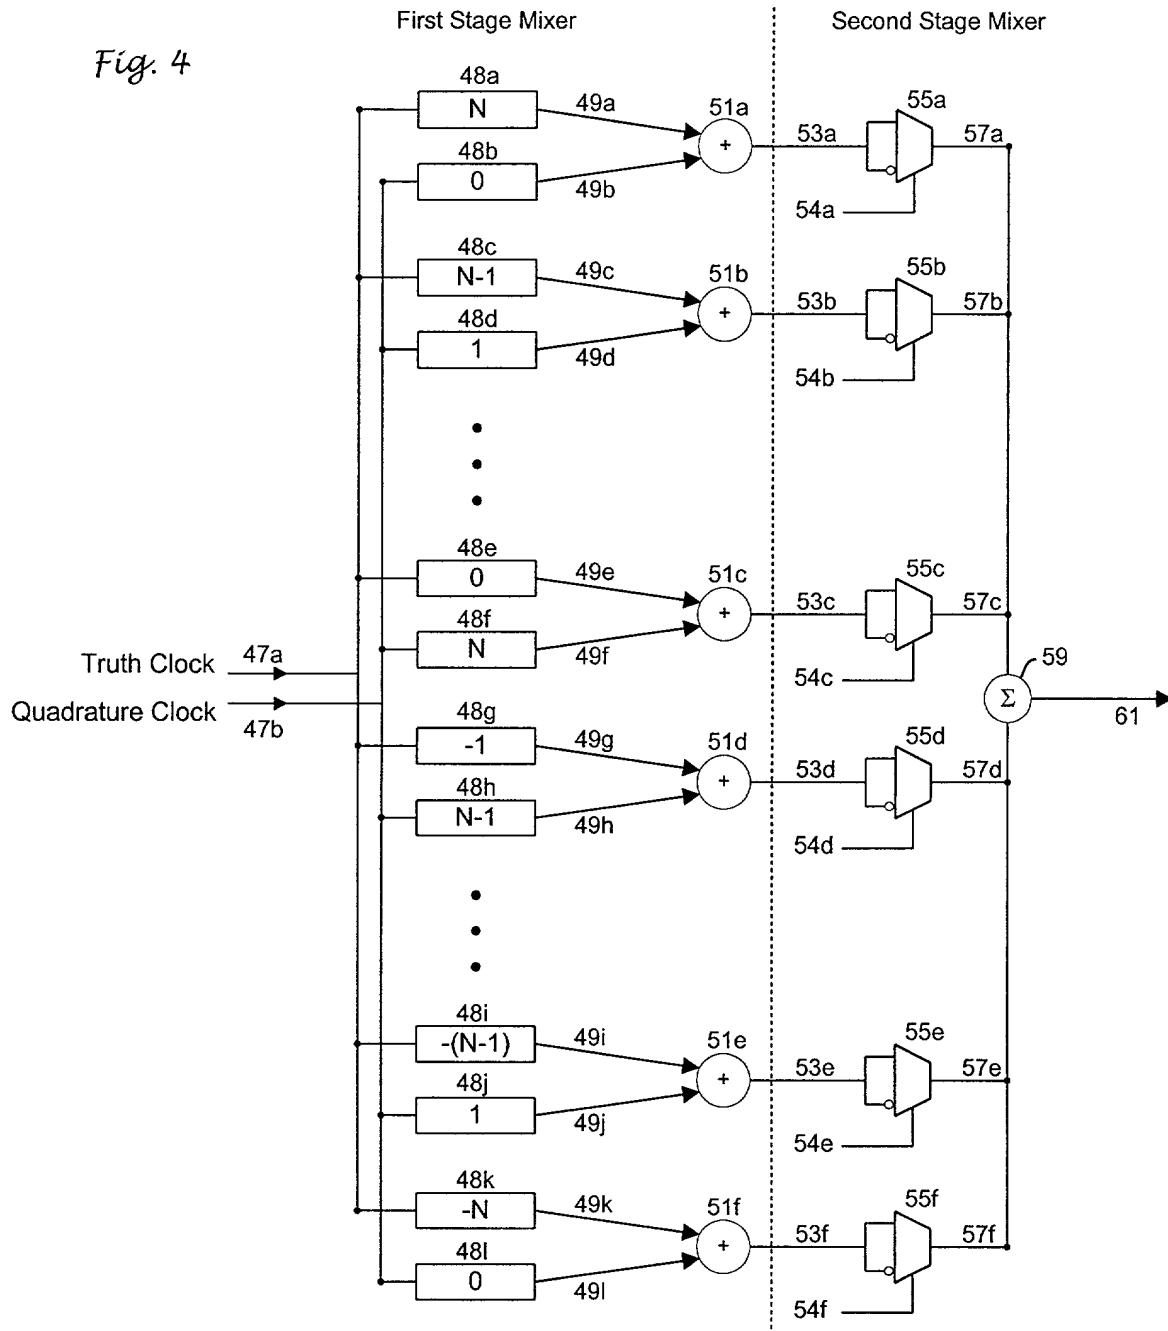 First Stage Mixer
Second Stage Mixer
Fig. 4
48a
N
49a
51a
+
53a
55a
57a
48b
0
49b
54a
48c
N-1
49c
51b
+
53b
55b
57b
48d
1
49d
54b
48e
0
49e
51c
+
53c
55c
57c
48f
N
49f
54c
Truth Clock
47a
Quadrature Clock
47b
59
Σ
61
48g
-1
49g
51d
+
53d
55d
57d
48h
N-1
49h
54d
48i
-(N-1)
49i
51e
+
53e
55e
57e
48j
1
49j
54e
48k
-N
49k
51f
+
53f
55f
57f
48l
0
49l
54f